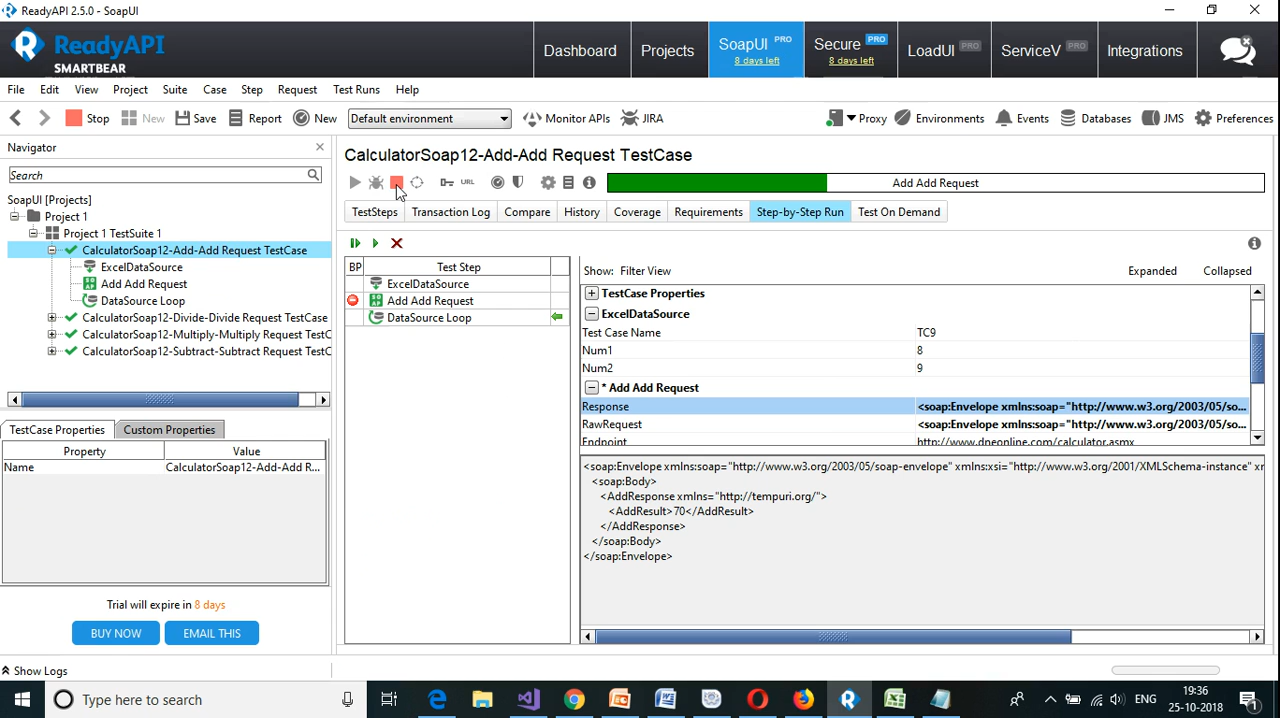 ReadyAPI 2.5.0 - SoapUI
ReadyAPI
SMARTBEAR
Dashboard
Projects
SoapUI PRO
8 days left
Secure PRO
8 days left
LoadUI PRO
ServiceV PRO
Integrations
File Edit View Project Suite Case Step Request Test Runs Help
Stop New Save Report New Default environment Monitor APIs JIRA Proxy Environments Events Databases JMS Preferences
Navigator
Search
SoapUI [Projects]
Project 1
Project 1 TestSuite 1
CalculatorSoap12-Add-Add Request TestCase
ExcelDataSource
Add Add Request
DataSource Loop
CalculatorSoap12-Divide-Divide Request TestCase
CalculatorSoap12-Multiply-Multiply Request TestC
CalculatorSoap12-Subtract-Subtract Request TestC
TestCase Properties Custom Properties
Property Value
Name CalculatorSoap12-Add-Add R...
Trial will expire in 8 days
BUY NOW EMAIL THIS
Show Logs
CalculatorSoap12-Add-Add Request TestCase
URL
Add Add Request
TestSteps Transaction Log Compare History Coverage Requirements Step-by-Step Run Test On Demand
BP Test Step
ExcelDataSource
Add Add Request
DataSource Loop
Show: Filter View Expanded Collapsed
TestCase Properties
ExcelDataSource
Test Case Name TC9
Num1 8
Num2 9
* Add Add Request
Response <soap:Envelope xmlns:soap="http://www.w3.org/2003/05/so...
RawRequest <soap:Envelope xmlns:soap="http://www.w3.org/2003/05/so...
Endpoint http://www.dneonline.com/calculator.asmx
<soap:Envelope xmlns:soap="http://www.w3.org/2003/05/soap-envelope" xmlns:xsi="http://www.w3.org/2001/XMLSchema-instance" x
<soap:Body>
<AddResponse xmlns="http://tempuri.org/">
<AddResult>70</AddResult>
</AddResponse>
</soap:Body>
</soap:Envelope>
Type here to search
ENG
19:36
25-10-2018
1